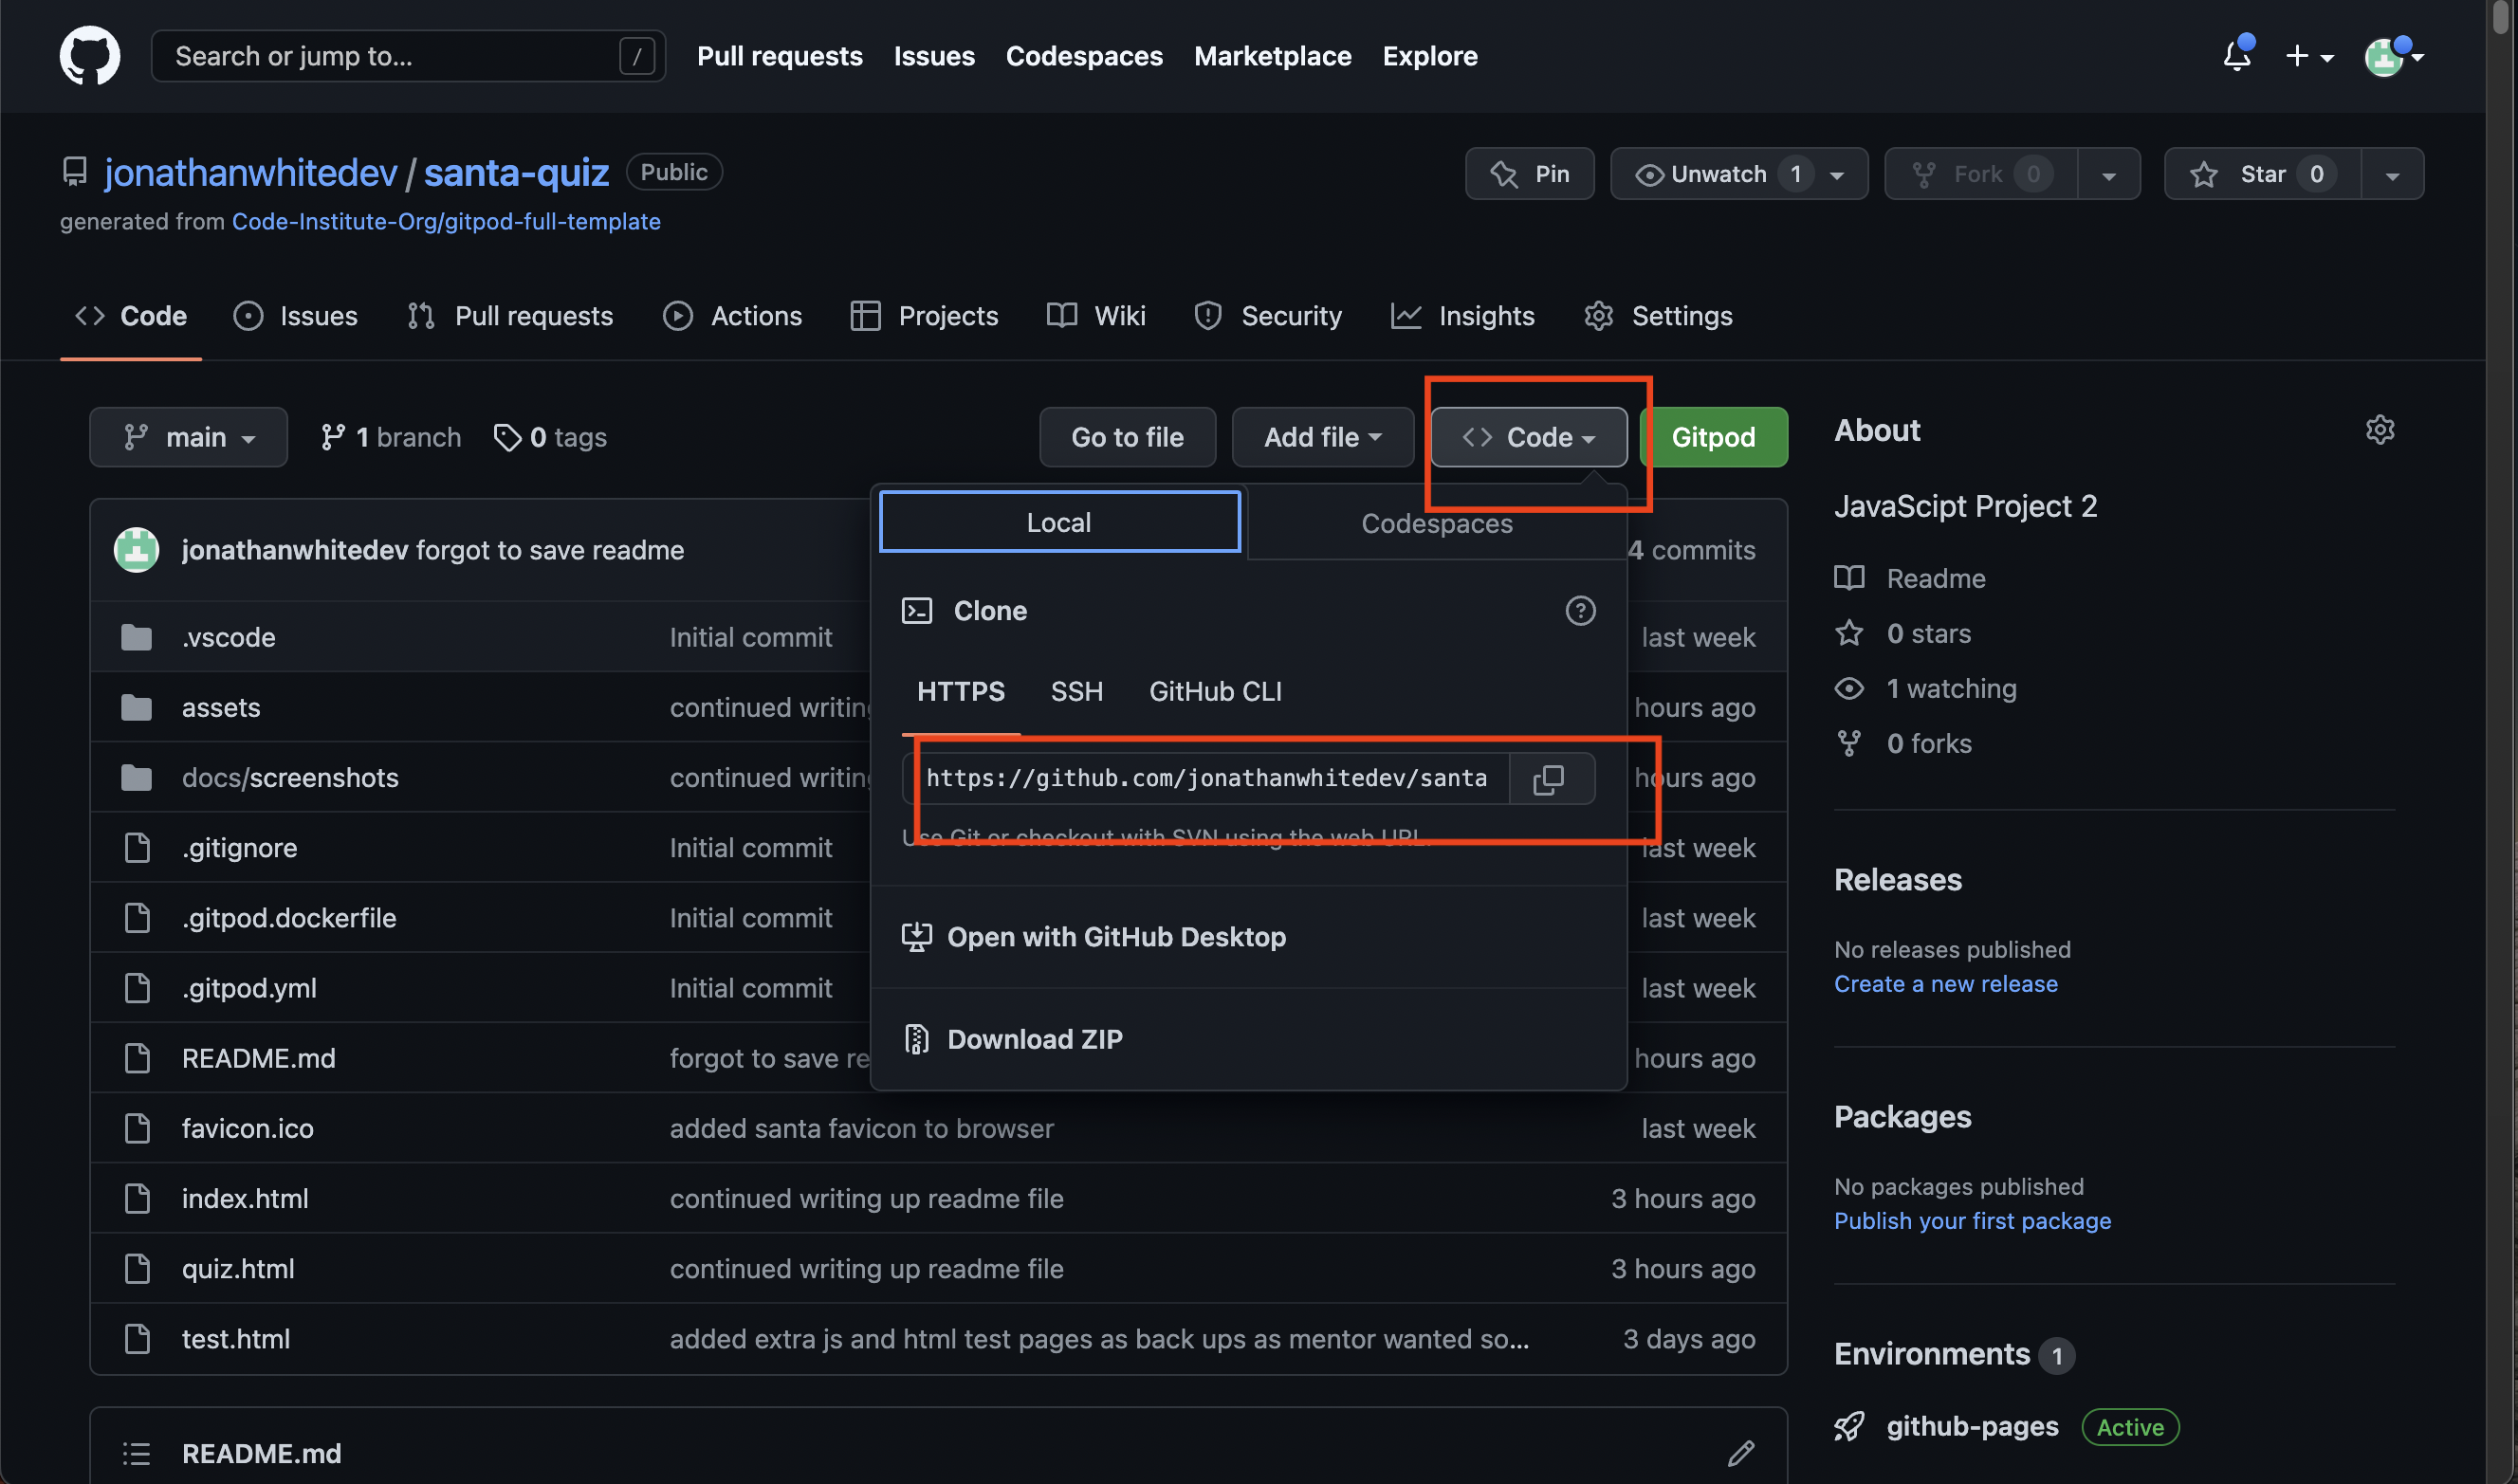 Search or jump to... / Pull requests Issues Codespaces Marketplace Explore
jonathanwhitedev / santa-quiz Public
Pin Unwatch 1 Fork 0 Star 0
generated from Code-Institute-Org/gitpod-full-template
Code Issues Pull requests Actions Projects Wiki Security Insights Settings
main 1 branch 0 tags Go to file Add file Code Gitpod
Local Codespaces
Clone
HTTPS SSH GitHub CLI
https://github.com/jonathanwhitedev/santa
Use Git or checkout with SVN using the web URL.
Open with GitHub Desktop
Download ZIP
jonathanwhitedev forgot to save readme 4 commits
.vscode Initial commit last week
assets continued writing hours ago
docs/screenshots continued writing hours ago
.gitignore Initial commit last week
.gitpod.dockerfile Initial commit last week
.gitpod.yml Initial commit last week
README.md forgot to save re hours ago
favicon.ico added santa favicon to browser last week
index.html continued writing up readme file 3 hours ago
quiz.html continued writing up readme file 3 hours ago
test.html added extra js and html test pages as back ups as mentor wanted so... 3 days ago
README.md
About
JavaScipt Project 2
Readme
0 stars
1 watching
0 forks
Releases
No releases published
Create a new release
Packages
No packages published
Publish your first package
Environments 1
github-pages Active